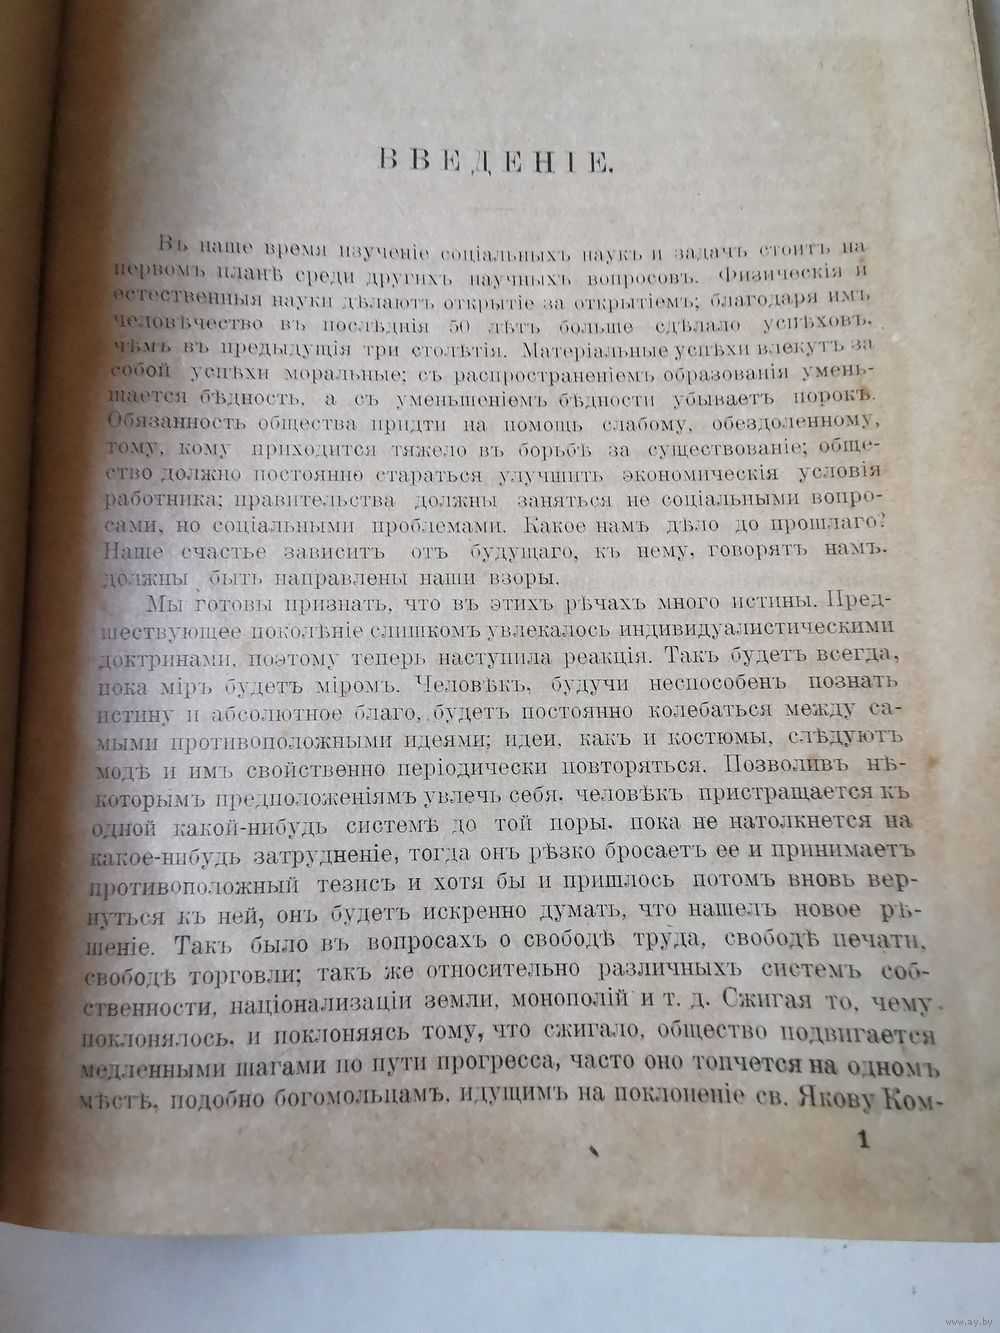 ВВЕДЕНІЕ.
Въ наше время изученіе соціальныхъ наукъ и задачъ стоитъ на
первомъ планѣ среди другихъ научныхъ вопросовъ. Физическія и
естественныя науки дѣлаютъ открытіе за открытіемъ; благодаря имъ
человѣчество въ послѣднія 50 лѣтъ больше сдѣлало успѣховъ,
чѣмъ въ предыдущія три столѣтія. Матеріальные успѣхи влекутъ за
собой успѣхи моральные; съ распространеніемъ образованія умень-
шается бѣдность, а съ уменьшеніемъ бѣдности убываетъ порокъ.
Обязанность общества придти на помощь слабому, обездоленному,
тому, кому приходится тяжело въ борьбѣ за существованіе; обще-
ство должно постоянно стараться улучшить экономическія условія
работника; правительства должны заняться не соціальными вопро-
сами, но соціальными проблемами. Какое намъ дѣло до прошлаго?
Наше счастье зависитъ отъ будущаго, къ нему, говорятъ намъ,
должны быть направлены наши взоры.
Мы готовы признать, что въ этихъ рѣчахъ много истины. Пред-
шествующее поколѣніе слишкомъ увлекалось индивидуалистическими
доктринами, поэтому теперь наступила реакція. Такъ будетъ всегда,
пока міръ будетъ міромъ. Человѣкъ, будучи неспособенъ познать
истину и абсолютное благо, будетъ постоянно колебаться между са-
мыми противоположными идеями; идеи, какъ и костюмы, слѣдуютъ
модѣ и имъ свойственно періодически повторяться. Позволивъ нѣ-
которымъ предположеніямъ увлечь себя, человѣкъ пристращается къ
одной какой-нибудь системѣ до той поры, пока не натолкнется на
какое-нибудь затрудненіе, тогда онъ рѣзко бросаетъ ее и принимаетъ
противоположный тезисъ и хотя бы и пришлось потомъ вновь вер-
нуться къ ней, онъ будетъ искренно думать, что нашелъ новое рѣ-
шеніе. Такъ было въ вопросахъ о свободѣ труда, свободѣ печати,
свободѣ торговли; такъ же относительно различныхъ системъ соб-
ственности, націонализаціи земли, монополій и т. д. Сжигая то, чему
поклонялось, и поклоняясь тому, что сжигало, общество подвигается
медленными шагами по пути прогресса, часто оно топчется на одномъ
мѣстѣ, подобно богомольцамъ, идущимъ на поклоненіе св. Якову Ком-
1
www.ay.by